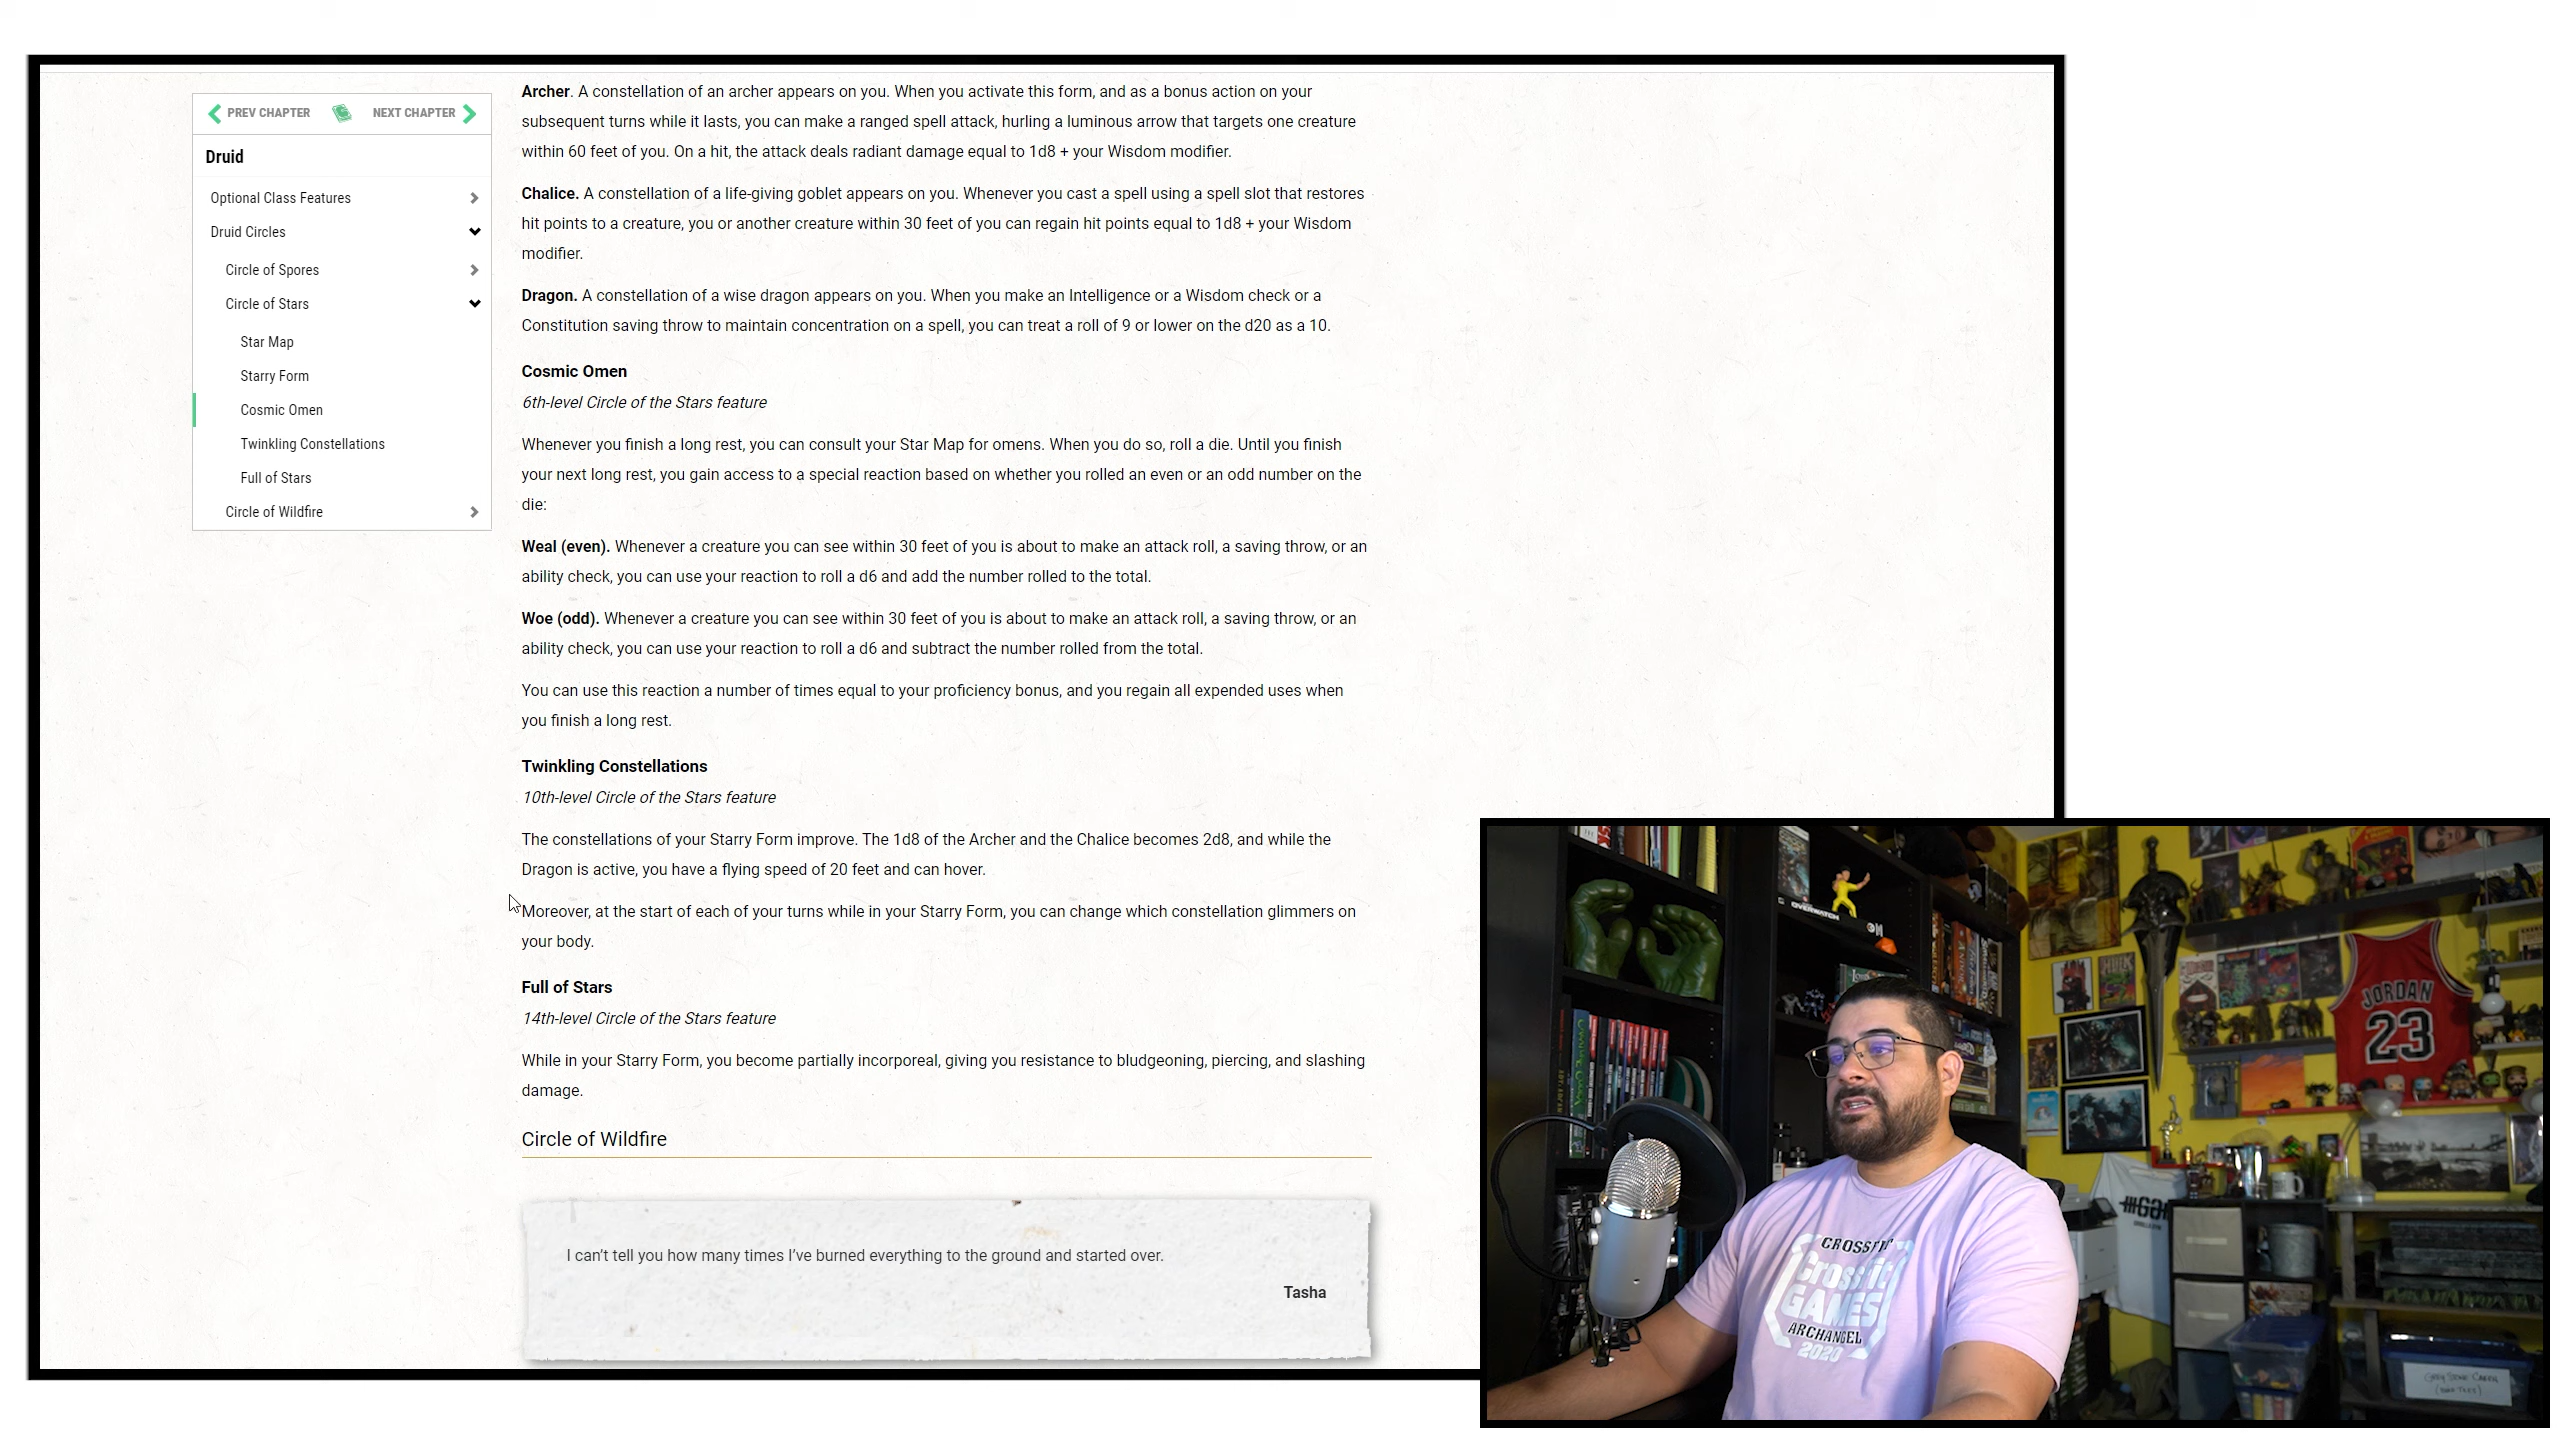 PREV CHAPTER
NEXT CHAPTER
Druid
Optional Class Features
Druid Circles
Circle of Spores
Circle of Stars
Star Map
Starry Form
Cosmic Omen
Twinkling Constellations
Full of Stars
Circle of Wildfire
Archer. A constellation of an archer appears on you. When you activate this form, and as a bonus action on your
subsequent turns while it lasts, you can make a ranged spell attack, hurling a luminous arrow that targets one creature
within 60 feet of you. On a hit, the attack deals radiant damage equal to 1d8 + your Wisdom modifier.
Chalice. A constellation of a life-giving goblet appears on you. Whenever you cast a spell using a spell slot that restores
hit points to a creature, you or another creature within 30 feet of you can regain hit points equal to 1d8 + your Wisdom
modifier.
Dragon. A constellation of a wise dragon appears on you. When you make an Intelligence or a Wisdom check or a
Constitution saving throw to maintain concentration on a spell, you can treat a roll of 9 or lower on the d20 as a 10.
Cosmic Omen
6th-level Circle of the Stars feature
Whenever you finish a long rest, you can consult your Star Map for omens. When you do so, roll a die. Until you finish
your next long rest, you gain access to a special reaction based on whether you rolled an even or an odd number on the
die:
Weal (even). Whenever a creature you can see within 30 feet of you is about to make an attack roll, a saving throw, or an
ability check, you can use your reaction to roll a d6 and add the number rolled to the total.
Woe (odd). Whenever a creature you can see within 30 feet of you is about to make an attack roll, a saving throw, or an
ability check, you can use your reaction to roll a d6 and subtract the number rolled from the total.
You can use this reaction a number of times equal to your proficiency bonus, and you regain all expended uses when
you finish a long rest.
Twinkling Constellations
10th-level Circle of the Stars feature
The constellations of your Starry Form improve. The 1d8 of the Archer and the Chalice becomes 2d8, and while the
Dragon is active, you have a flying speed of 20 feet and can hover.
Moreover, at the start of each of your turns while in your Starry Form, you can change which constellation glimmers on
your body.
Full of Stars
14th-level Circle of the Stars feature
While in your Starry Form, you become partially incorporeal, giving you resistance to bludgeoning, piercing, and slashing
damage.
Circle of Wildfire
I can’t tell you how many times I’ve burned everything to the ground and started over.
Tasha
OVERWATCH
JORDAN
23
CROSSFIT
CrossFit
GAMES
ARCHANGEL
2020